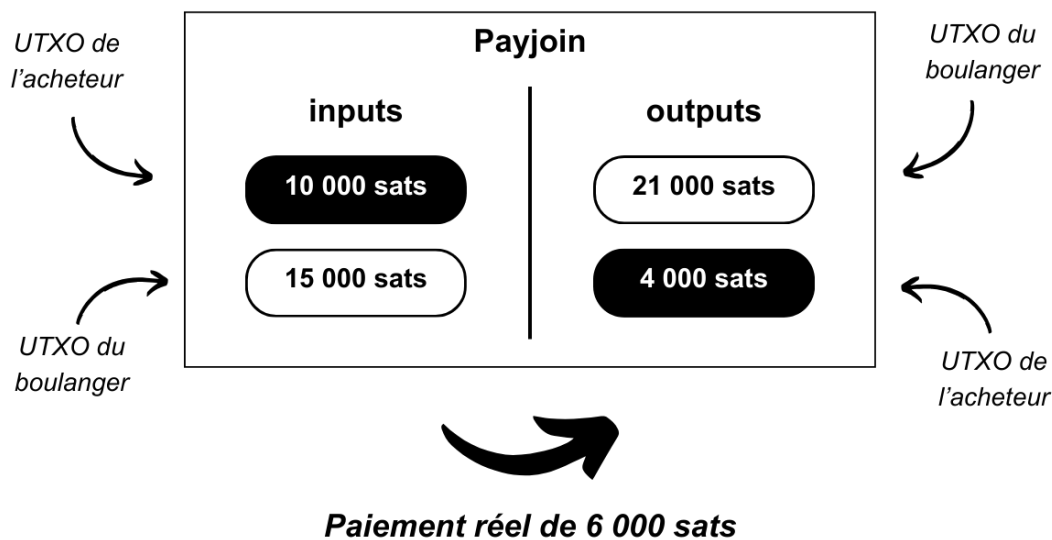 Payjoin
UTXO de
l’acheteur
UTXO du
boulanger
inputs
outputs
10 000 sats
21 000 sats
15 000 sats
4 000 sats
UTXO du
boulanger
UTXO de
l’acheteur
Paiement réel de 6 000 sats